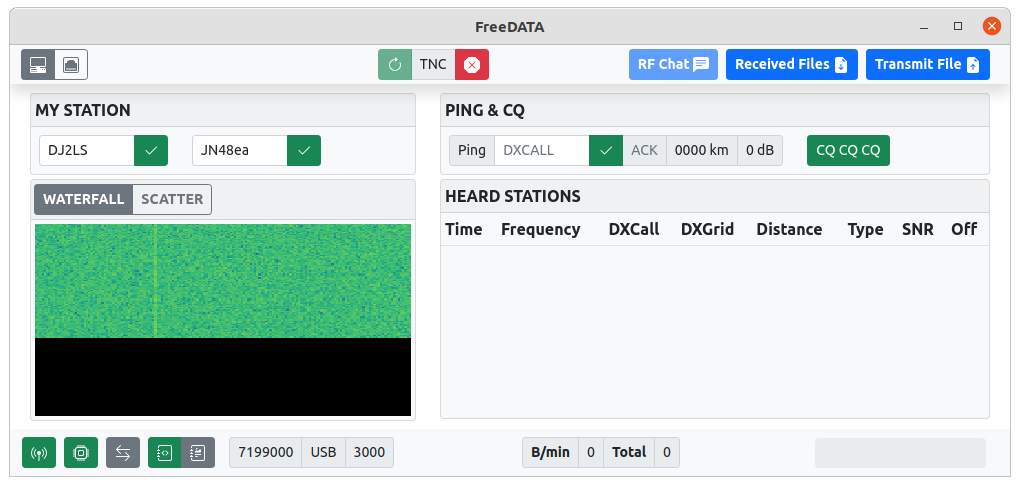 FreeDATA
TNC
RF Chat
Received Files
Transmit File
MY STATION
DJ2LS
JN48ea
PING & CQ
Ping DXCALL ACK 0000 km 0 dB CQ CQ CQ
WATERFALL SCATTER
HEARD STATIONS
Time Frequency DXCall DXGrid Distance Type SNR Off
7199000 USB 3000
B/min 0 Total 0